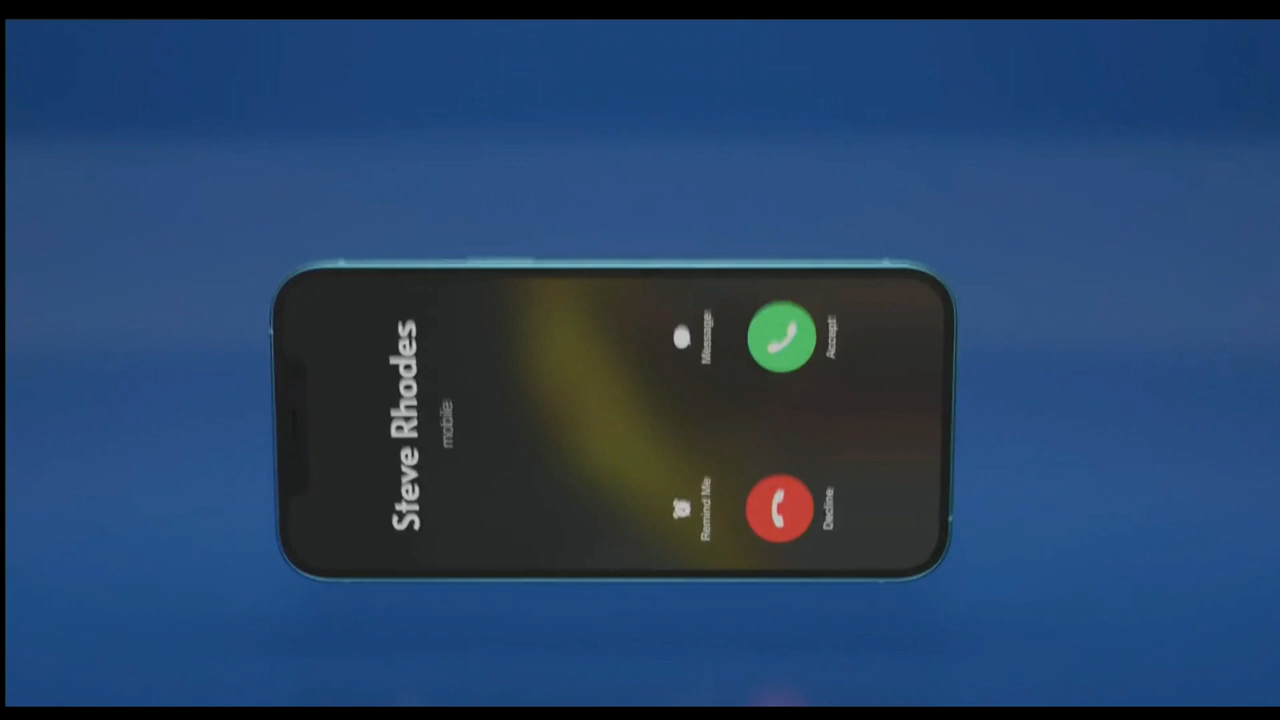 Steve Rhodes
mobile
Remind Me
Message
Decline
Accept